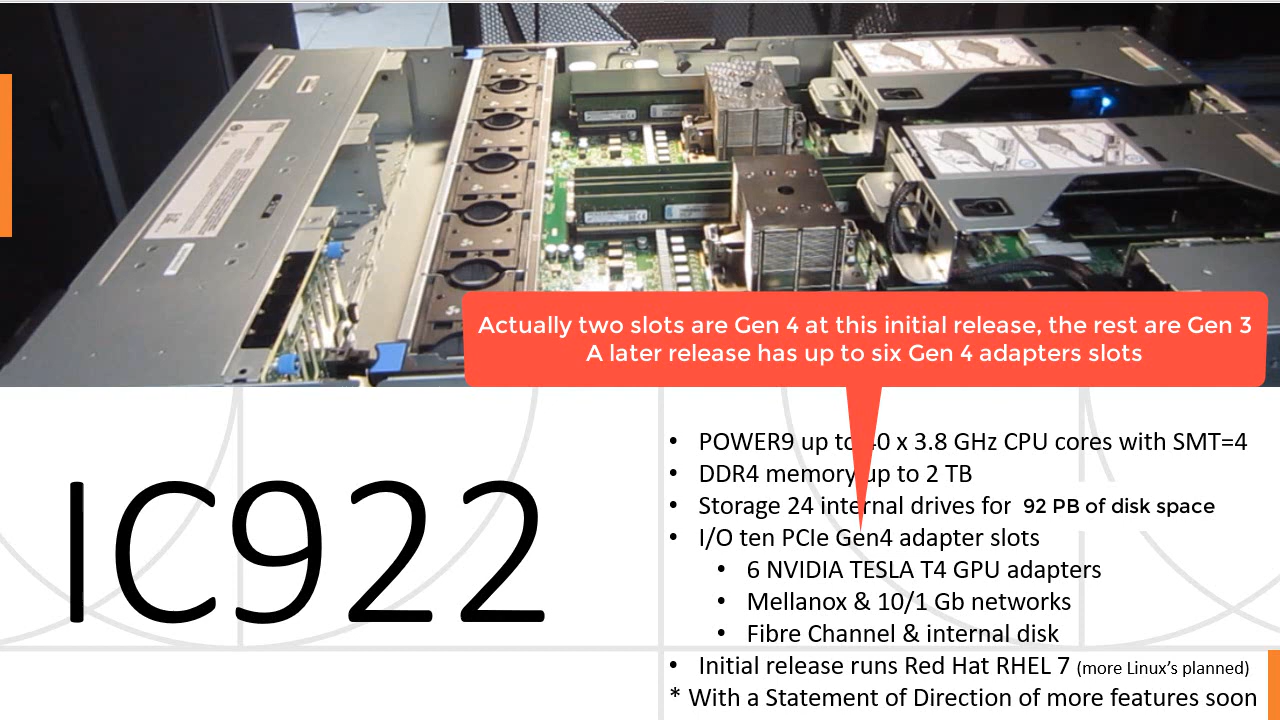 Actually two slots are Gen 4 at this initial release, the rest are Gen 3
A later release has up to six Gen 4 adapters slots
IC922
• POWER9 up to 40 x 3.8 GHz CPU cores with SMT=4
• DDR4 memory up to 2 TB
• Storage 24 internal drives for 92 PB of disk space
• I/O ten PCIe Gen4 adapter slots
• 6 NVIDIA TESLA T4 GPU adapters
• Mellanox & 10/1 Gb networks
• Fibre Channel & internal disk
• Initial release runs Red Hat RHEL 7 (more Linux’s planned)
* With a Statement of Direction of more features soon